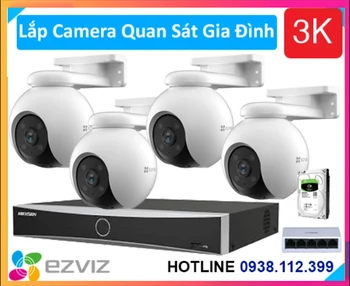 Lắp Camera Quan Sát Gia Đình
3K
HIKVISION
ezviz
HOTLINE 0938.112.399